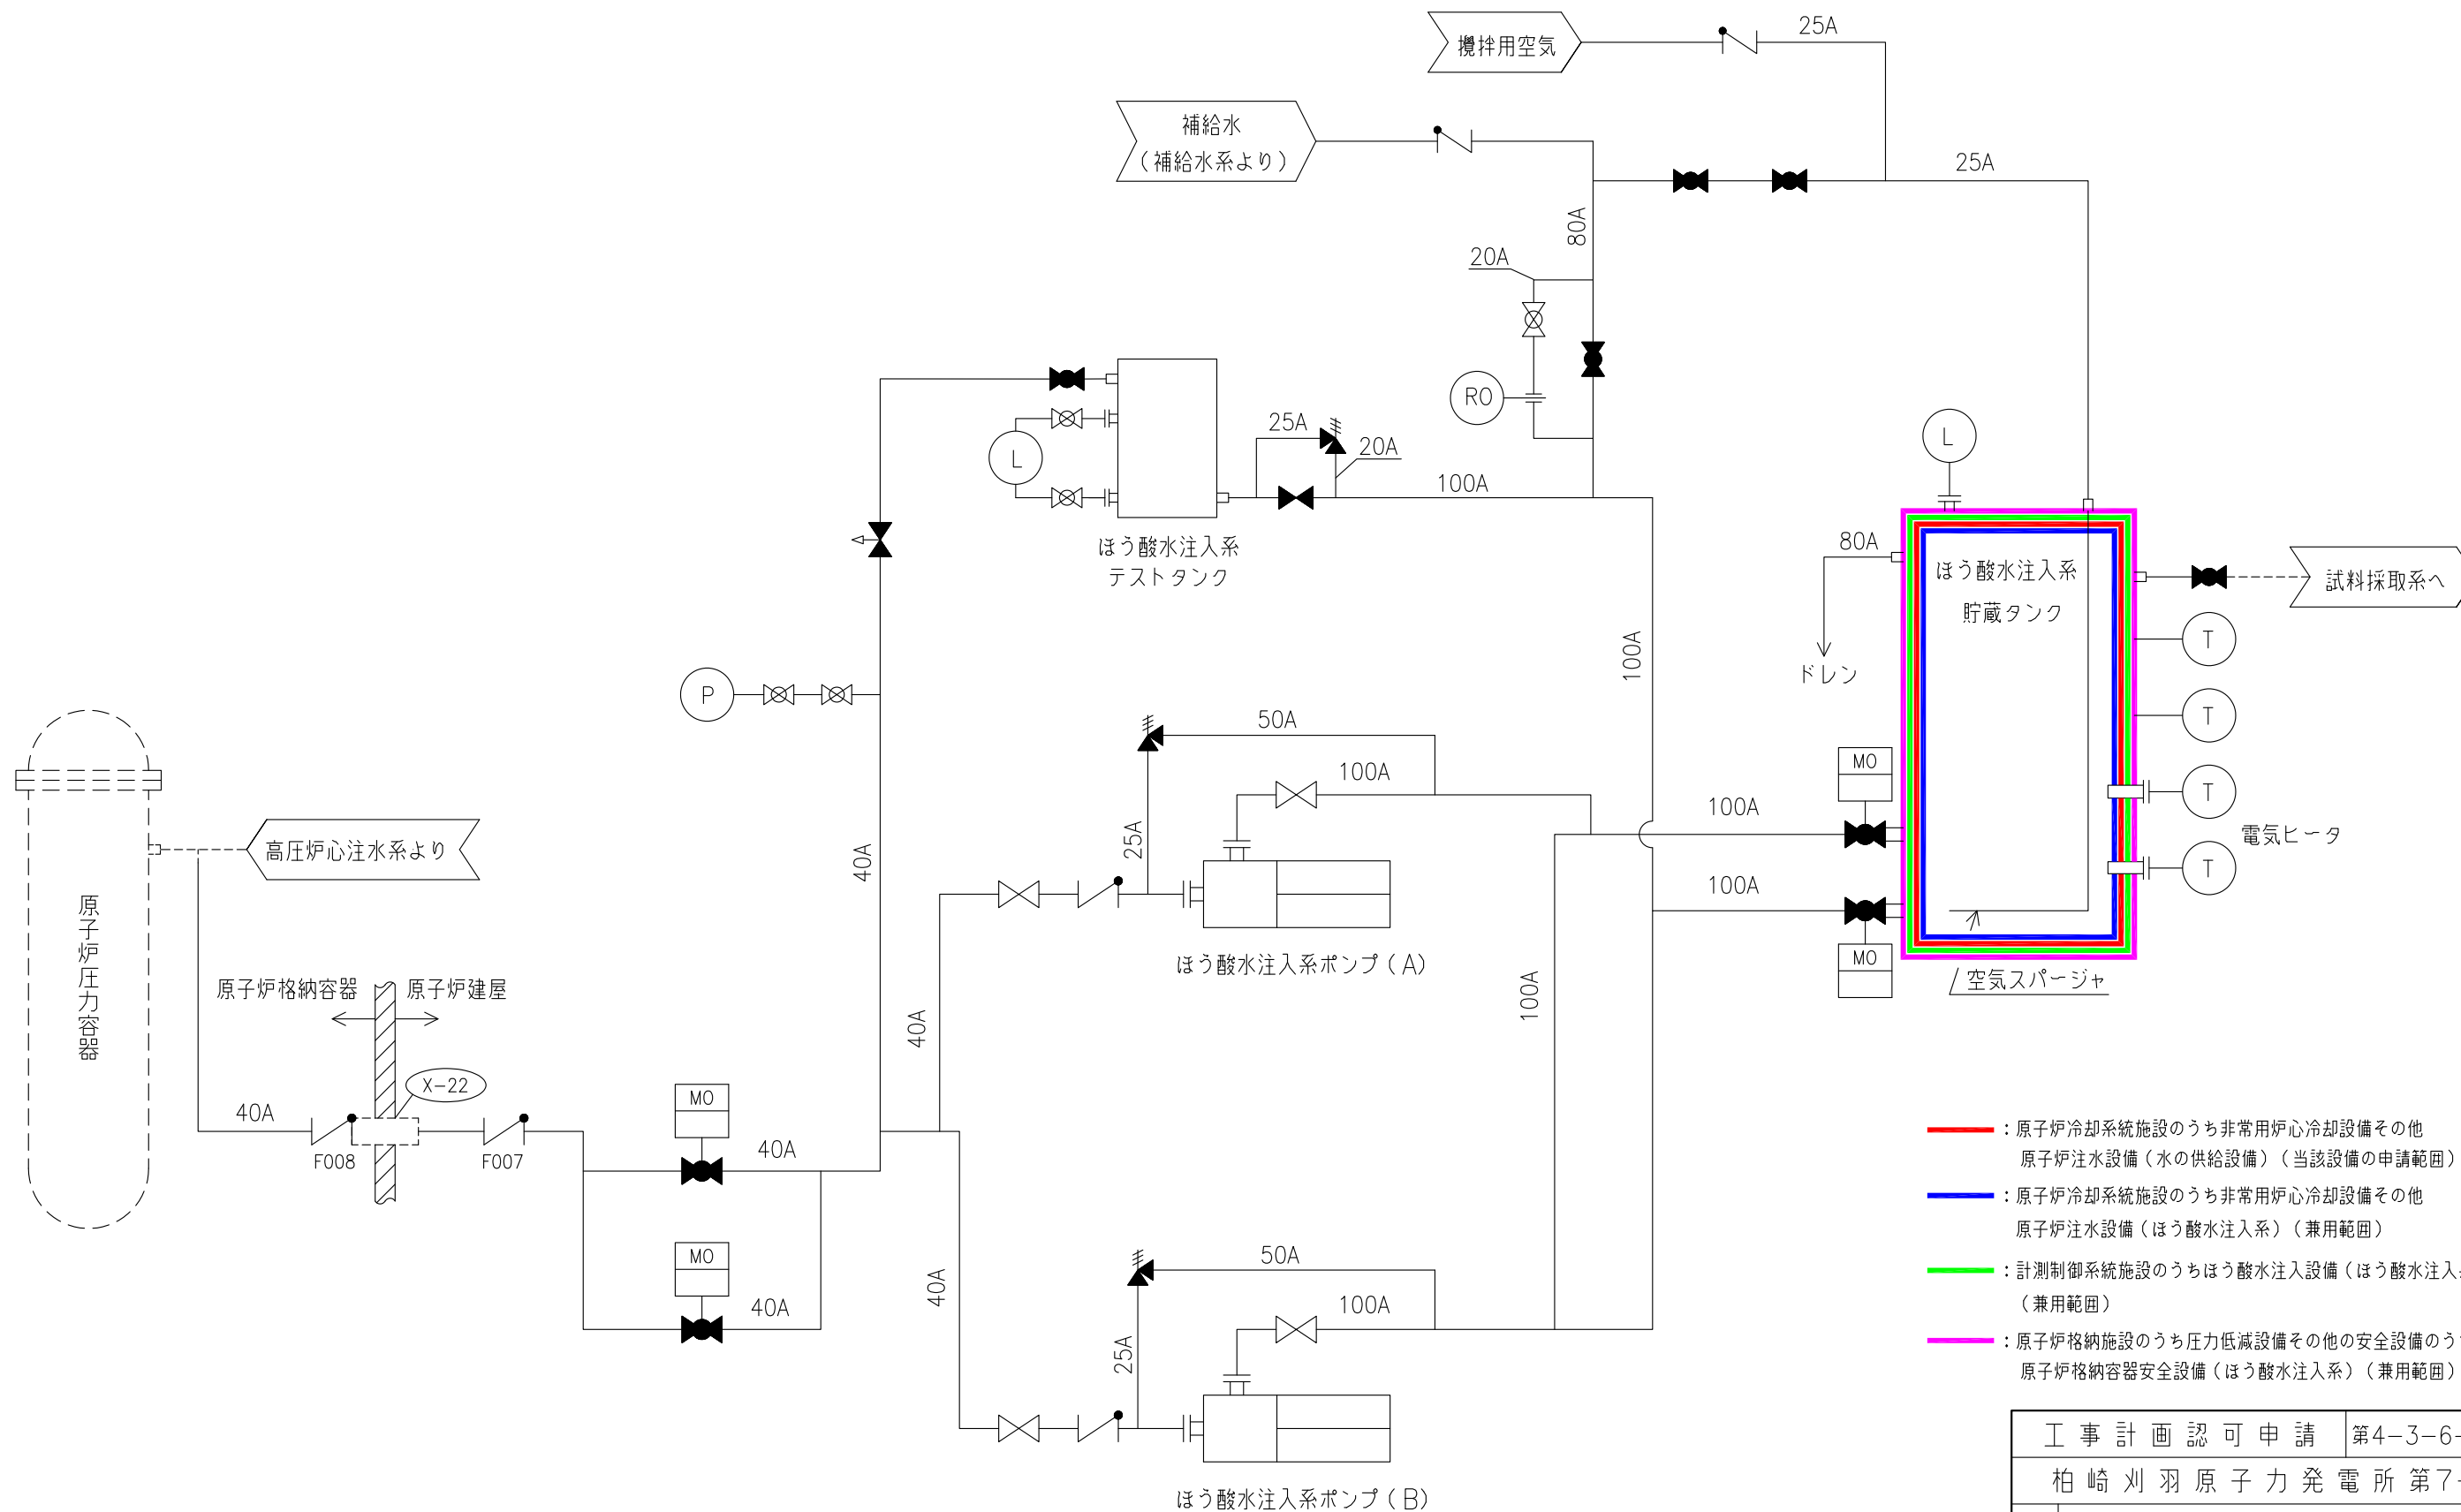 攪拌用空気
25A
補給水
（補給水系より）
25A
80A
20A
RO
25A
20A
100A
L
ほう酸水注入系
テストタンク
L
80A
ほう酸水注入系
貯蔵タンク
試料採取系へ
ドレン
T
T
T
T
電気ヒータ
100A
P
50A
100A
MO
100A
25A
40A
高圧炉心注水系より
原子炉圧力容器
100A
MO
ほう酸水注入系ポンプ（A）
空気スパージャ
原子炉格納容器
原子炉建屋
100A
40A
X-22
MO
40A
F008
F007
40A
MO
40A
40A
50A
100A
25A
ほう酸水注入系ポンプ（B）
：原子炉冷却系統施設のうち非常用炉心冷却設備その他
原子炉注水設備（水の供給設備）（当該設備の申請範囲）
：原子炉冷却系統施設のうち非常用炉心冷却設備その他
原子炉注水設備（ほう酸水注入系）（兼用範囲）
：計測制御系統施設のうちほう酸水注入設備（ほう酸水注入
（兼用範囲）
：原子炉格納施設のうち圧力低減設備その他の安全設備のう
原子炉格納容器安全設備（ほう酸水注入系）（兼用範囲）
工事計画認可申請
第4-3-6-
柏崎刈羽原子力発電所第7